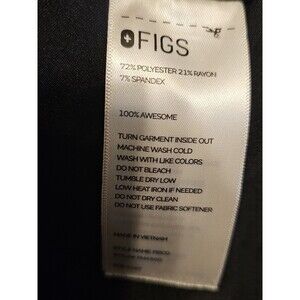 FIGS
72% POLYESTER 21% RAYON
7% SPANDEX
100% AWESOME
TURN GARMENT INSIDE OUT
MACHINE WASH COLD
WASH WITH LIKE COLORS
DO NOT BLEACH
TUMBLE DRY LOW
LOW HEAT IRON IF NEEDED
DO NOT DRY CLEAN
DO NOT USE FABRIC SOFTENER
MADE IN VIETNAM
STYLE NAME